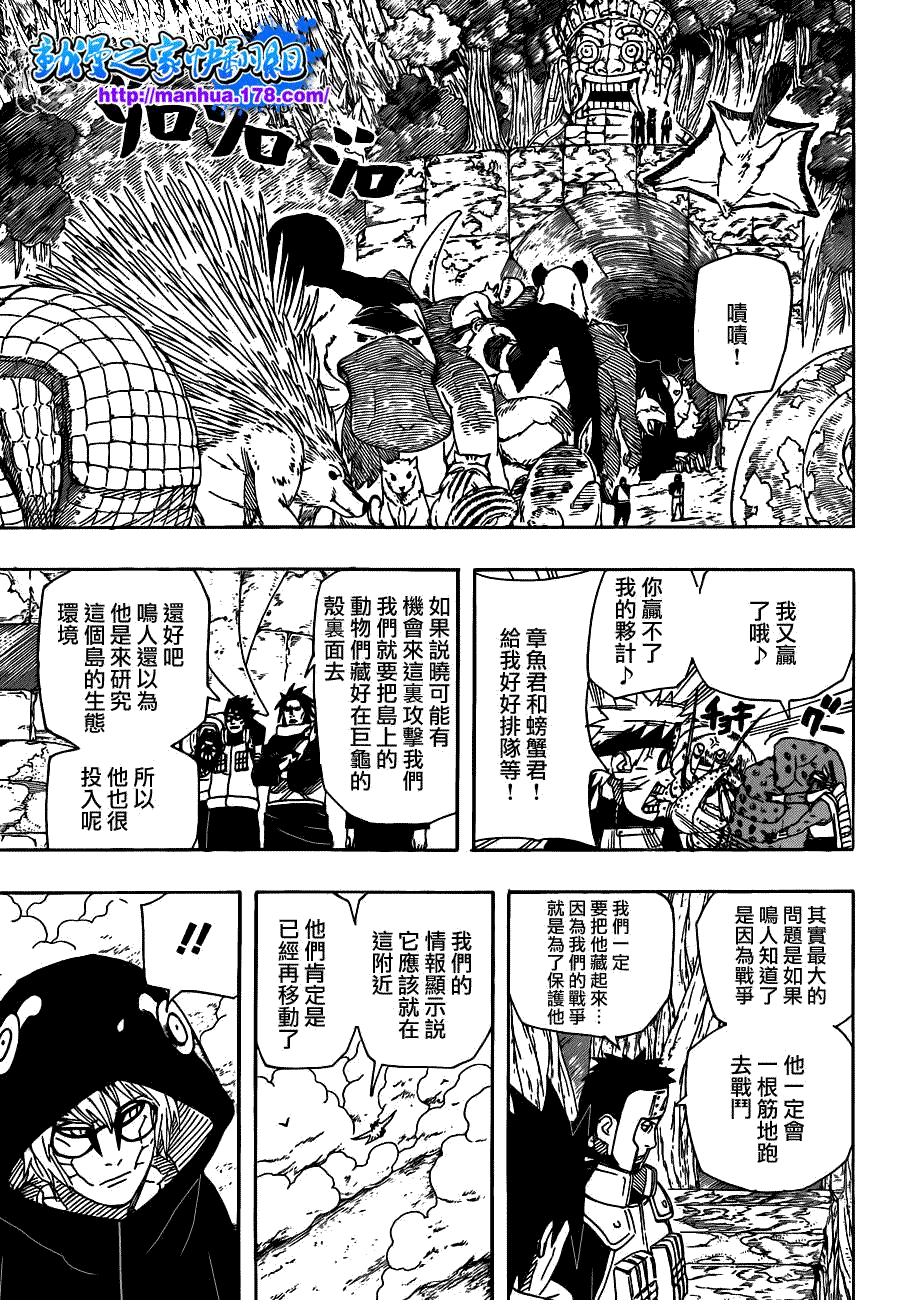 動漫之家快翻組
http://manhua.178.com/
ゾロゾロ
嘖嘖！
我又贏
了哦♪
你贏不了
我的夥計♪
グー
チョキ
章魚君和螃蟹君！
給我好好排隊等！
如果說曉可能有
機會來這裏攻擊我們
我們就要把島上的
動物們藏好在巨龜的
殼裏面去
還好吧
鳴人還以為
他是來研究
這個島的生態
環境
所以
他也很
投入呢
其實最大的
問題是如果
鳴人知道了
是因為戰爭
他一定會
一根筋地跑
去戰鬥
我們一定
要把他藏起來…
因為我們的戰爭
就是為了保護他
我們的
情報顯示說
它應該就在
這附近
他們肯定是
已經再移動了
!!